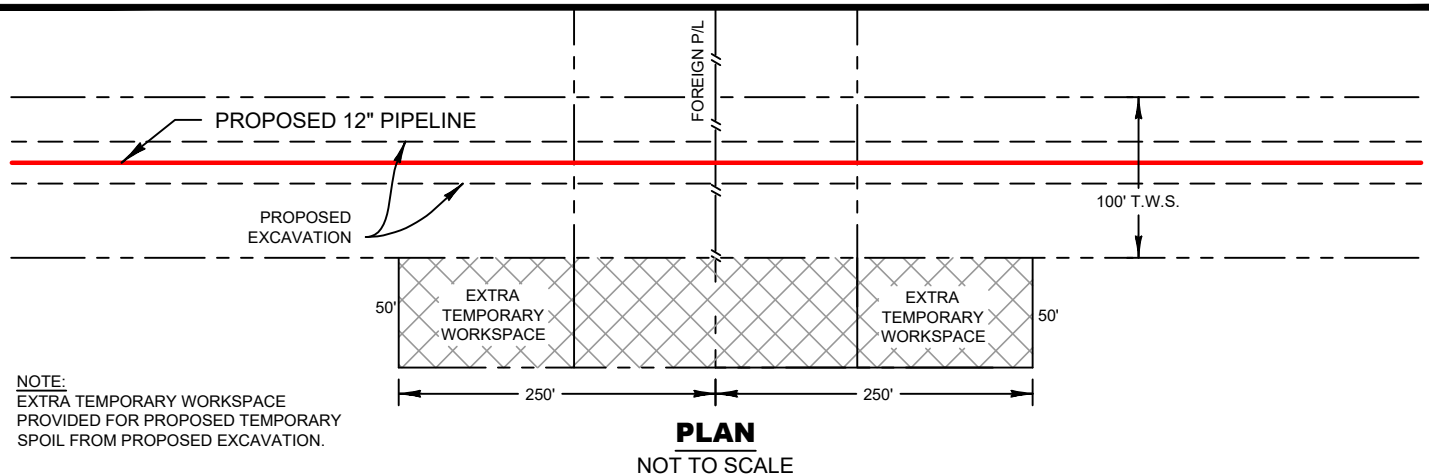 FOREIGN P/L
PROPOSED 12" PIPELINE
100' T.W.S.
PROPOSED
EXCAVATION
50'
EXTRA
TEMPORARY
WORKSPACE
EXTRA
TEMPORARY
WORKSPACE
50'
250'
250'
NOTE:
EXTRA TEMPORARY WORKSPACE
PROVIDED FOR PROPOSED TEMPORARY
SPOIL FROM PROPOSED EXCAVATION.
PLAN
NOT TO SCALE